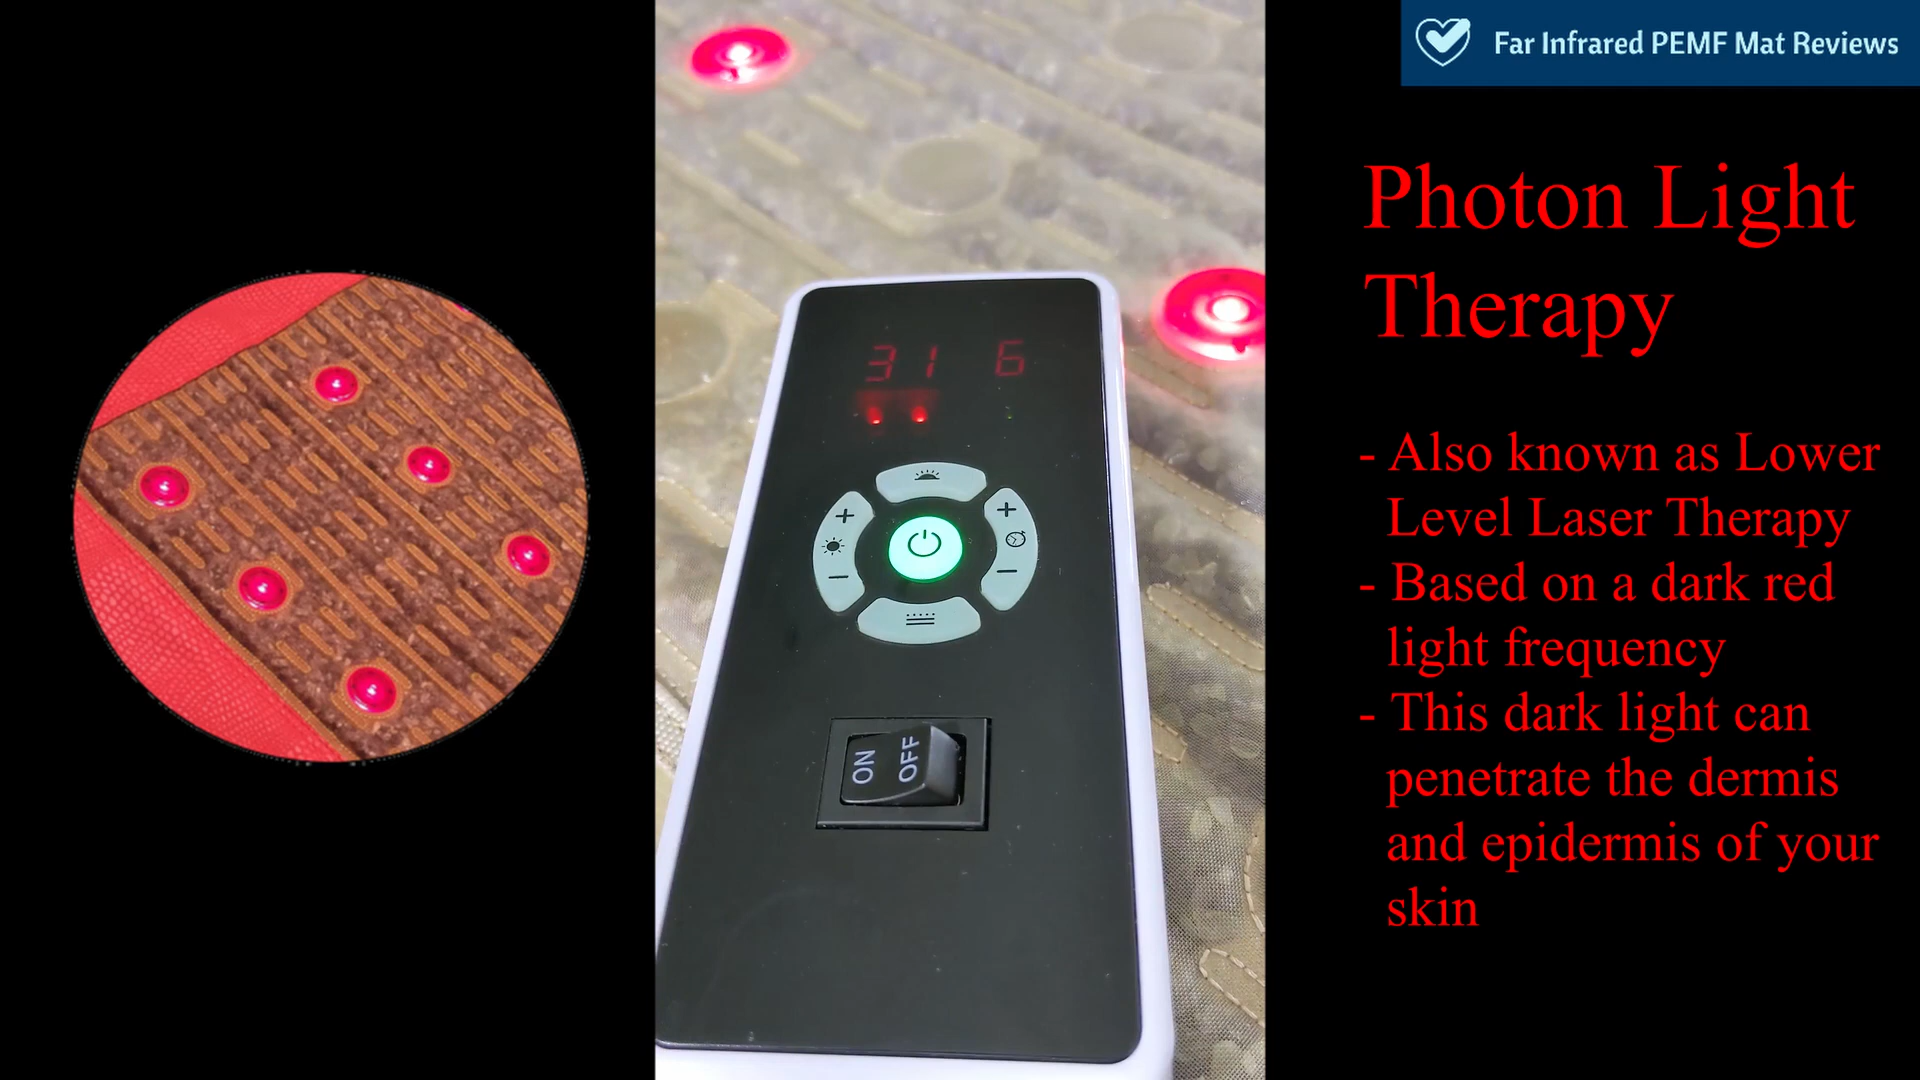 Far Infrared PEMF Mat Reviews
Photon Light
Therapy
31 6
+ +
- -
ON OFF
- Also known as Lower
Level Laser Therapy
- Based on a dark red
light frequency
- This dark light can
penetrate the dermis
and epidermis of your
skin